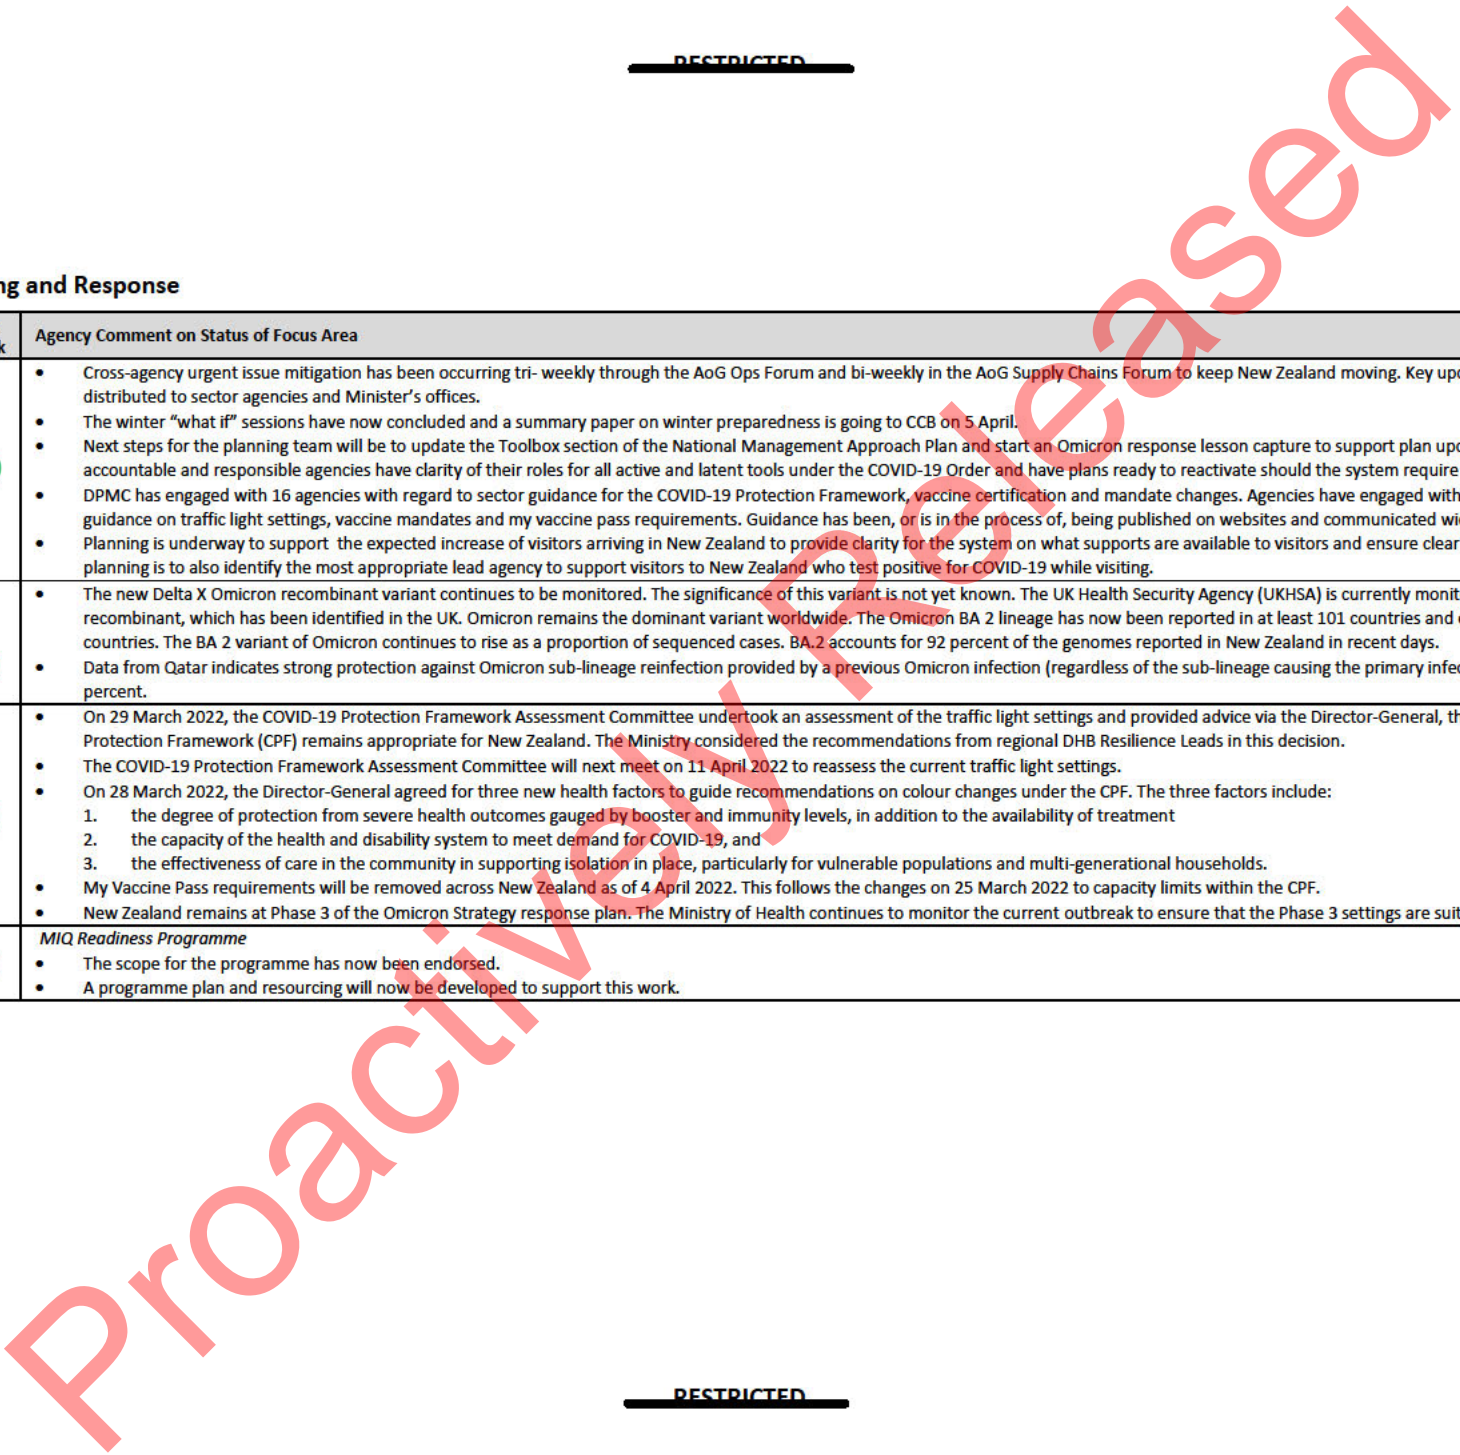 RESTRICTED
ng and Response
k
Agency Comment on Status of Focus Area
• Cross-agency urgent issue mitigation has been occurring tri- weekly through the AoG Ops Forum and bi-weekly in the AoG Supply Chains Forum to keep New Zealand moving. Key upd
distributed to sector agencies and Minister's offices.
• The winter "what if" sessions have now concluded and a summary paper on winter preparedness is going to CCB on 5 April.
• Next steps for the planning team will be to update the Toolbox section of the National Management Approach Plan and start an Omicron response lesson capture to support plan upd
accountable and responsible agencies have clarity of their roles for all active and latent tools under the COVID-19 Order and have plans ready to reactivate should the system require
• DPMC has engaged with 16 agencies with regard to sector guidance for the COVID-19 Protection Framework, vaccine certification and mandate changes. Agencies have engaged with
guidance on traffic light settings, vaccine mandates and my vaccine pass requirements. Guidance has been, or is in the process of, being published on websites and communicated wi
• Planning is underway to support the expected increase of visitors arriving in New Zealand to provide clarity for the system on what supports are available to visitors and ensure clear
planning is to also identify the most appropriate lead agency to support visitors to New Zealand who test positive for COVID-19 while visiting.
• The new Delta X Omicron recombinant variant continues to be monitored. The significance of this variant is not yet known. The UK Health Security Agency (UKHSA) is currently monit
recombinant, which has been identified in the UK. Omicron remains the dominant variant worldwide. The Omicron BA 2 lineage has now been reported in at least 101 countries and
countries. The BA 2 variant of Omicron continues to rise as a proportion of sequenced cases. BA.2 accounts for 92 percent of the genomes reported in New Zealand in recent days.
• Data from Qatar indicates strong protection against Omicron sub-lineage reinfection provided by a previous Omicron infection (regardless of the sub-lineage causing the primary infec
percent.
• On 29 March 2022, the COVID-19 Protection Framework Assessment Committee undertook an assessment of the traffic light settings and provided advice via the Director-General, th
Protection Framework (CPF) remains appropriate for New Zealand. The Ministry considered the recommendations from regional DHB Resilience Leads in this decision.
• The COVID-19 Protection Framework Assessment Committee will next meet on 11 April 2022 to reassess the current traffic light settings.
• On 28 March 2022, the Director-General agreed for three new health factors to guide recommendations on colour changes under the CPF. The three factors include:
1. the degree of protection from severe health outcomes gauged by booster and immunity levels, in addition to the availability of treatment
2. the capacity of the health and disability system to meet demand for COVID-19, and
3. the effectiveness of care in the community in supporting isolation in place, particularly for vulnerable populations and multi-generational households.
• My Vaccine Pass requirements will be removed across New Zealand as of 4 April 2022. This follows the changes on 25 March 2022 to capacity limits within the CPF.
• New Zealand remains at Phase 3 of the Omicron Strategy response plan. The Ministry of Health continues to monitor the current outbreak to ensure that the Phase 3 settings are suit
MIQ Readiness Programme
• The scope for the programme has now been endorsed.
• A programme plan and resourcing will now be developed to support this work.
Proactively Released
RESTRICTED